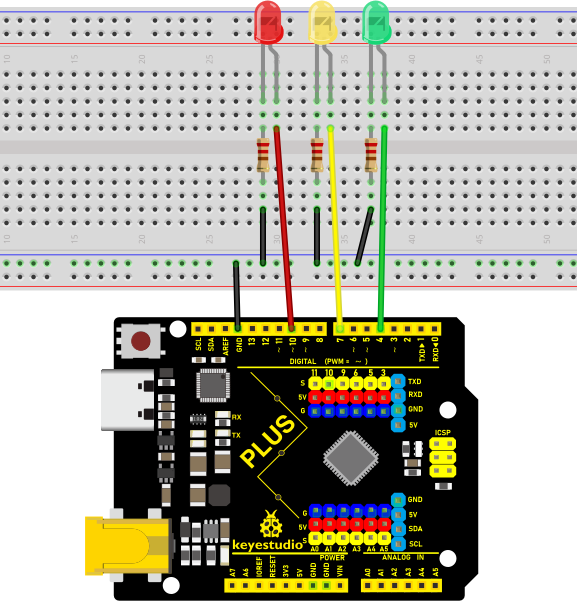 10 15 20 25 30 35 40 45 50
10 15 20 25 30 35 40 45 50
SCL SDA AREF GND 13 12 ~11 ~10 ~9 8 7 ~6 ~5 4 ~3 2 TXD▶1 RXD◀0
DIGITAL (PWM = ~)
S 11 10 9 6 5 3 TXD
5V RXD
G GND
5V
RX
TX
PLUS
ICSP
GND
G 5V
5V SDA
S SCL
A0 A1 A2 A3 A4 A5
keyestudio
POWER ANALOG IN
A7 A6 IOREF RESET 3V3 5V GND GND VIN A0 A1 A2 A3 A4 A5